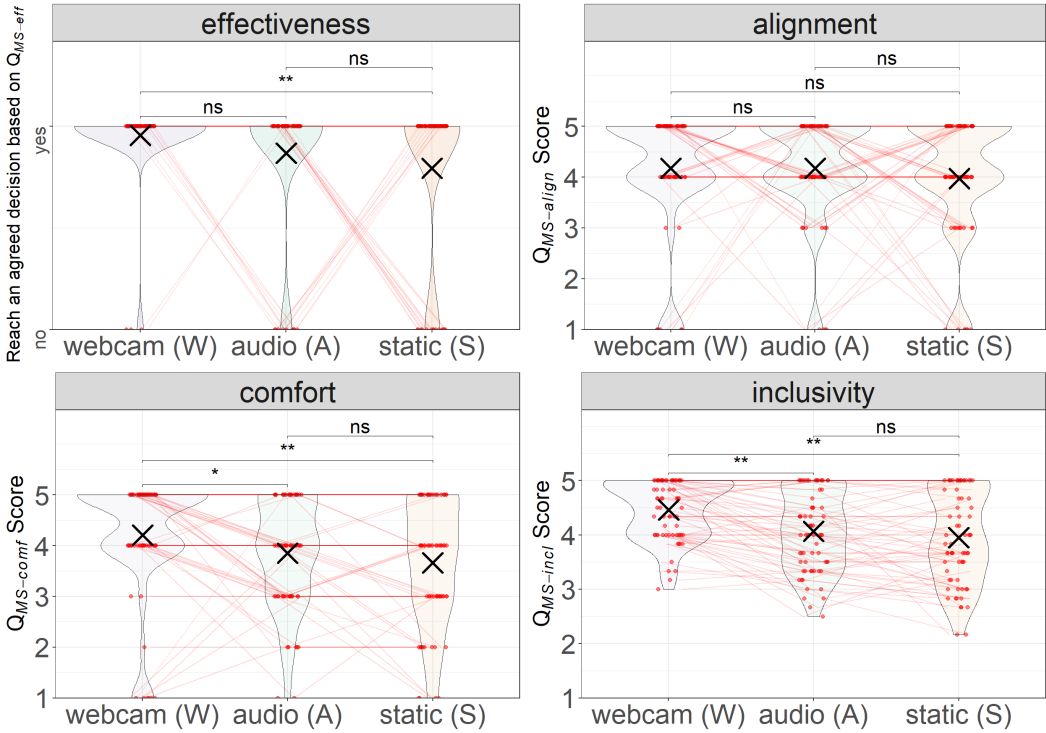 effectiveness
Reach an agreed decision based on Q_MS−eff
yes
no
ns
**
ns
webcam (W) audio (A) static (S)
alignment
Q_MS−align Score
5
4
3
2
1
ns
ns
ns
webcam (W) audio (A) static (S)
comfort
Q_MS−comf Score
5
4
3
2
1
ns
**
*
webcam (W) audio (A) static (S)
inclusivity
Q_MS−incl Score
5
4
3
2
1
ns
**
**
webcam (W) audio (A) static (S)